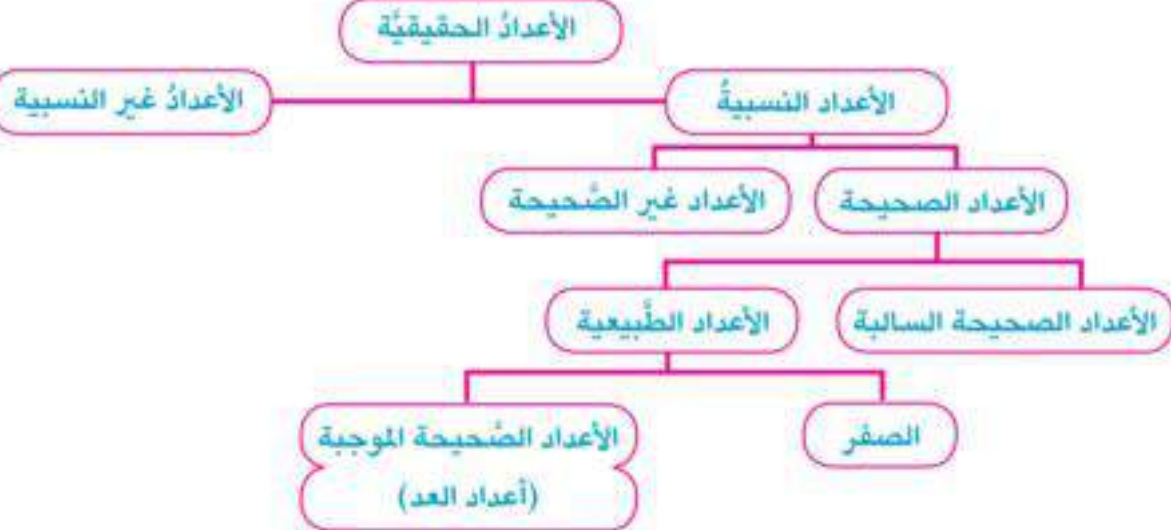 الأعدادُ الحقيقيَّة
الأعداد النسبيةُ
الأعدادُ غير النسبية
الأعداد الصحيحة
الأعداد غير الصَّحيحة
الأعداد الصحيحة السالبة
الأعداد الطَّبيعية
الصفر
الأعداد الصَّحيحة الموجبة
(أعداد العد)